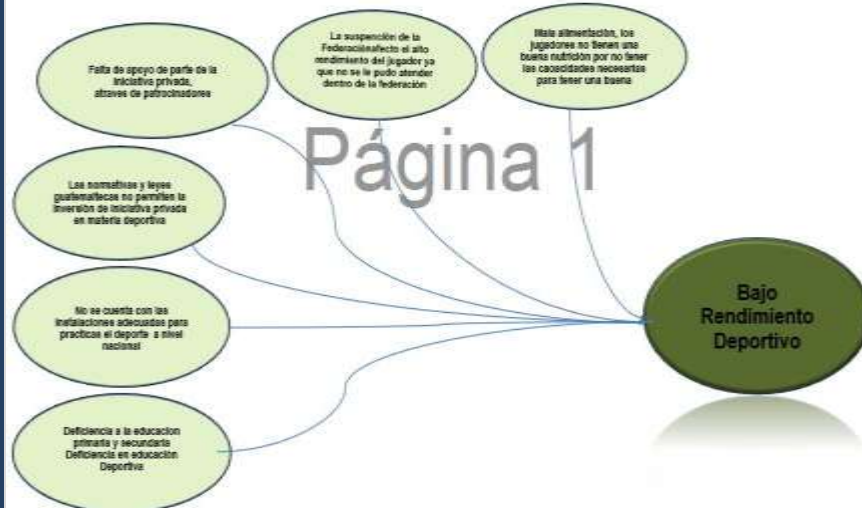 La suspención de la
Federaciónafecto el alto
rendimiento del jugador ya
que no se le pudo atender
dentro de la federación
Mala alimentación, los
jugadores no tienen una
buena nutrición por no tener
las capacidades necesarias
para tener una buena
Falta de apoyo de parte de la
Iniciativa privada,
atraves de patrocinadores
Página 1
Las normativas y leyes
guatemaltecas no permiten la
inversión de iniciativa privada
en materia deportiva
No se cuenta con las
instalaciones adecuadas para
practicas el deporte a nivel
nacional
Deficiencia a la educacion
primaria y secundaria
Deficiencia en educación
Deportiva
Bajo
Rendimiento
Deportivo